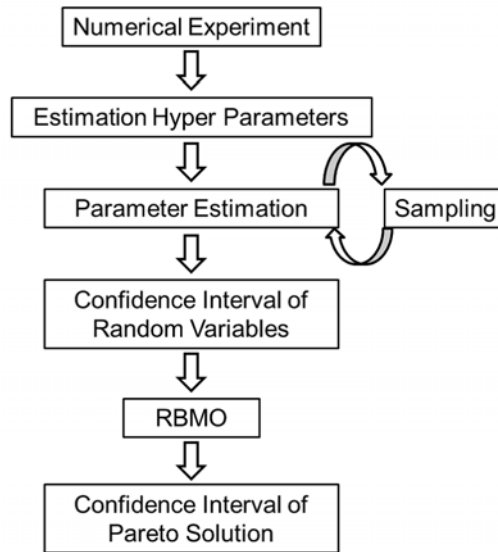 Numerical Experiment
Estimation Hyper Parameters
Parameter Estimation
Sampling
Confidence Interval of
Random Variables
RBMO
Confidence Interval of
Pareto Solution